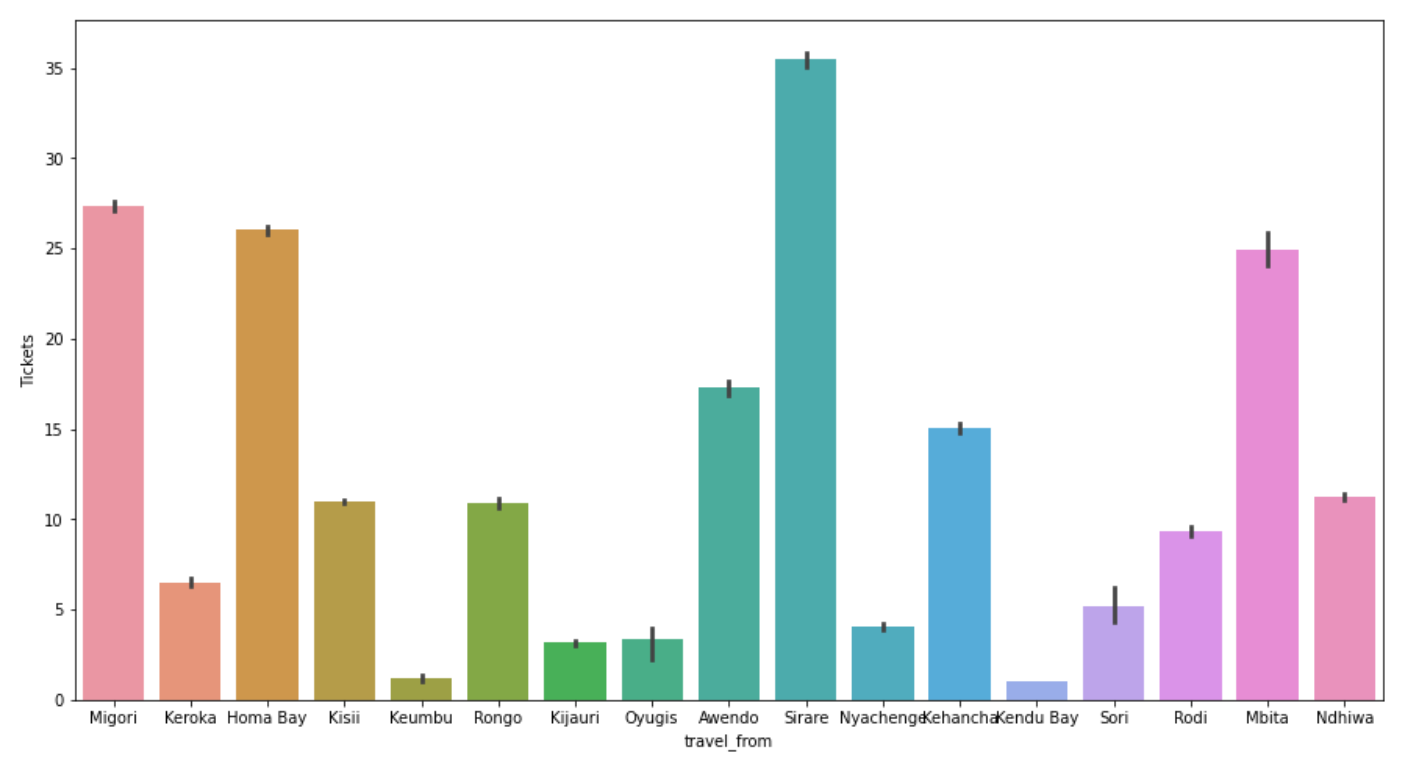 Tickets
35
30
25
20
15
10
5
0
Migori Keroka Homa Bay Kisii Keumbu Rongo Kijauri Oyugis Awendo Sirare Nyachenge Kehancha Kendu Bay Sori Rodi Mbita Ndhiwa
travel_from